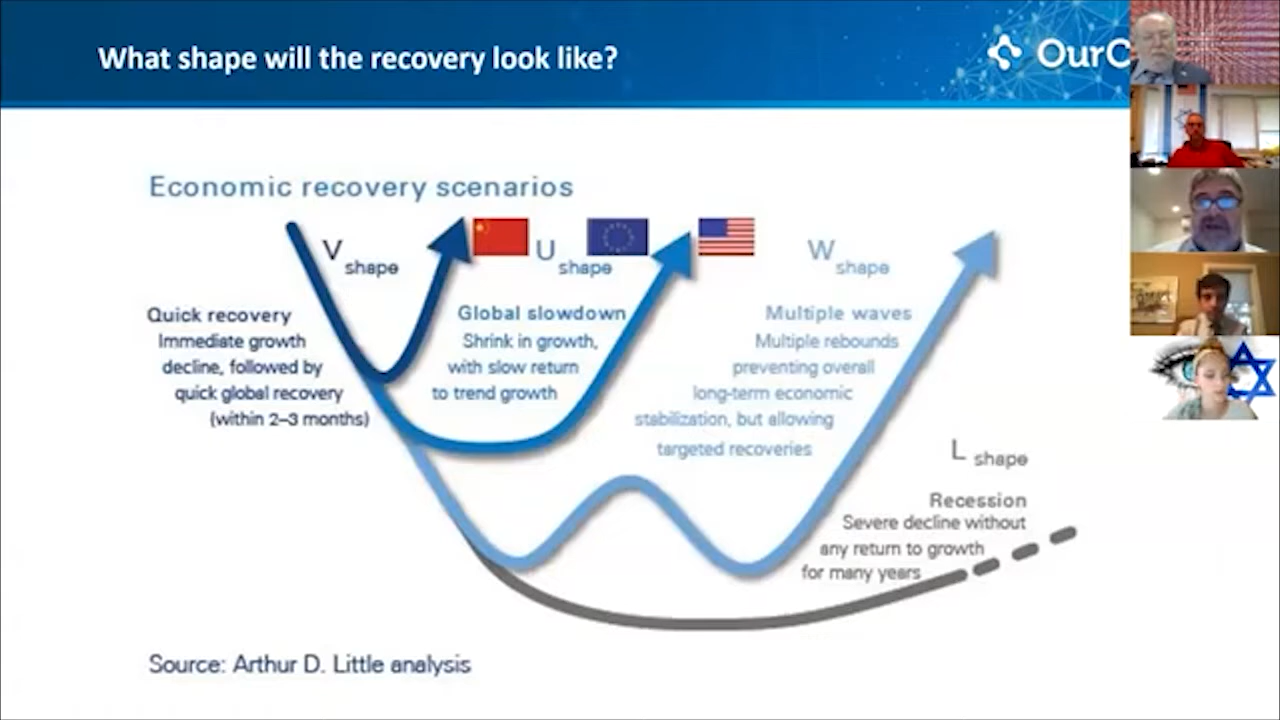 What shape will the recovery look like?
OurC
Economic recovery scenarios
V shape
Quick recovery
Immediate growth
decline, followed by
quick global recovery
(within 2–3 months)
U shape
Global slowdown
Shrink in growth,
with slow return
to trend growth
W shape
Multiple waves
Multiple rebounds
preventing overall
long-term economic
stabilization, but allowing
targeted recoveries
L shape
Recession
Severe decline without
any return to growth
for many years
Source: Arthur D. Little analysis